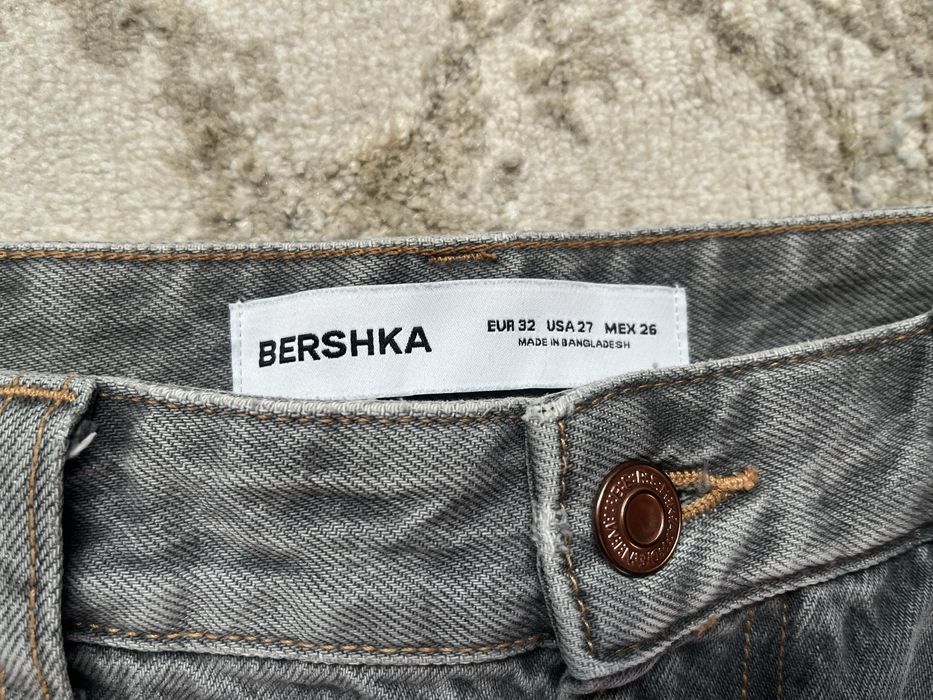 BERSHKA
EUR 32 USA 27 MEX 26
MADE IN BANGLADESH